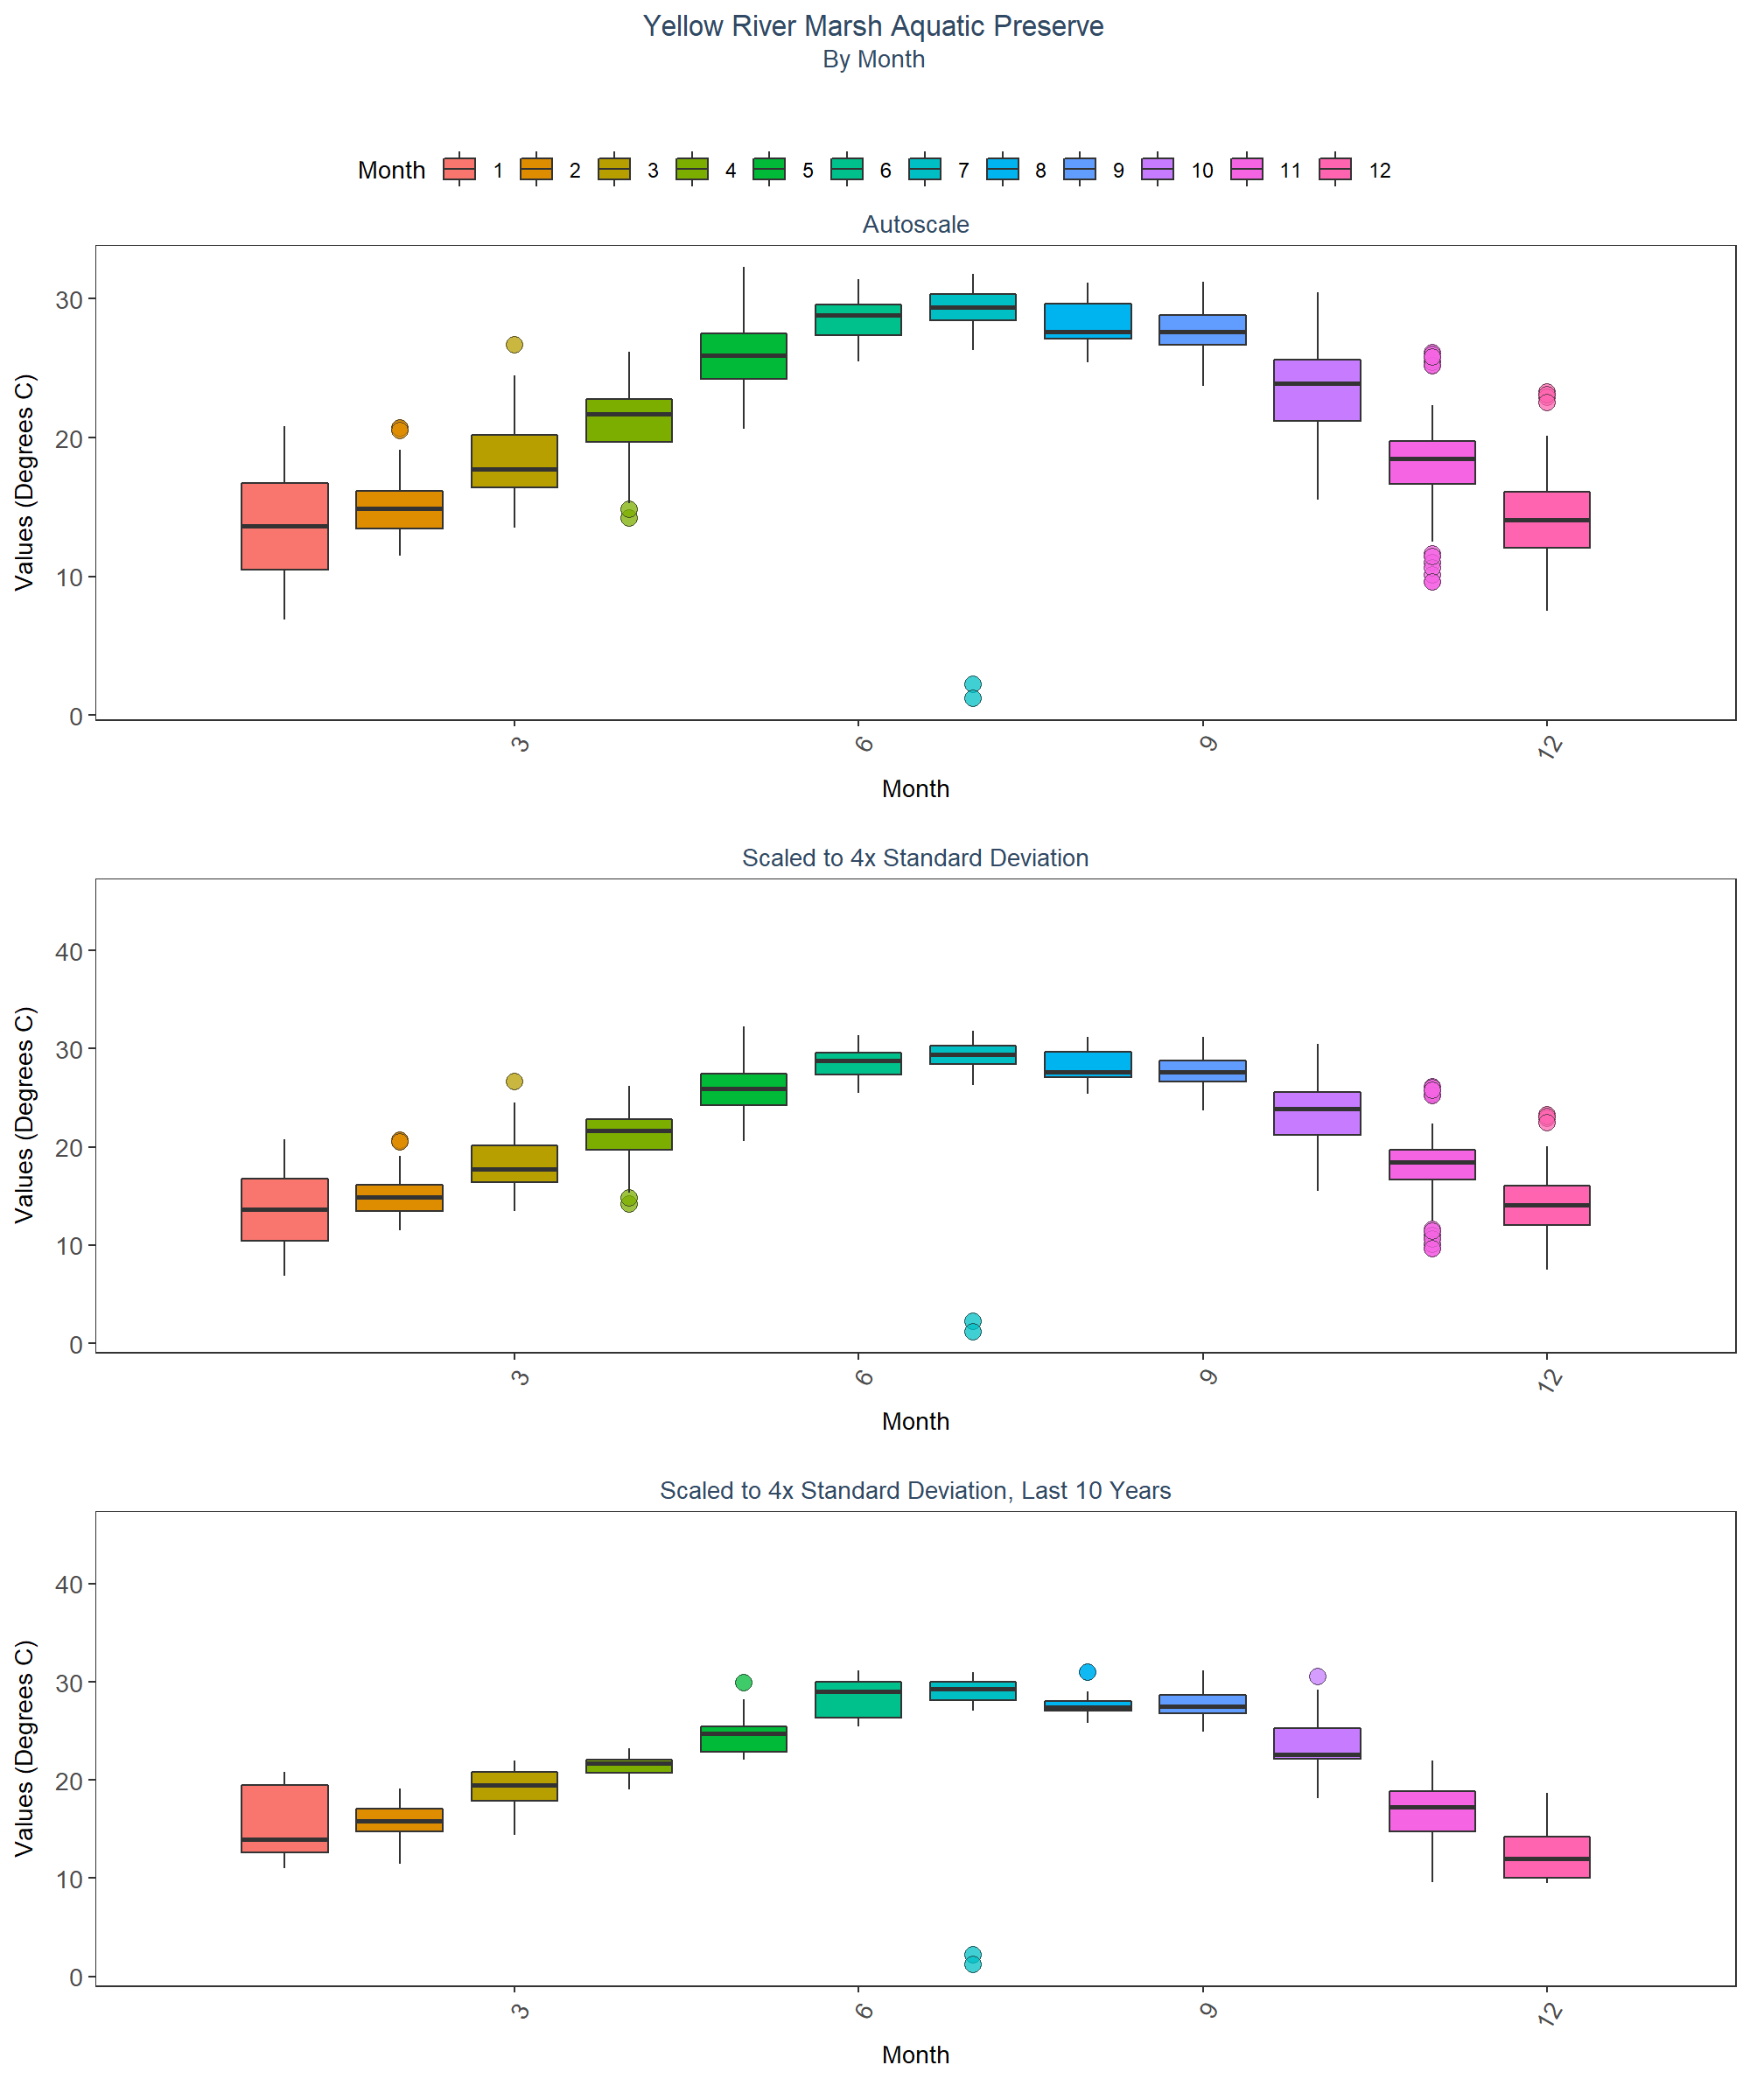 Yellow River Marsh Aquatic Preserve
By Month
Month 1 2 3 4 5 6 7 8 9 10 11 12
Autoscale
Values (Degrees C)
30
20
10
0
3 6 9 12
Month
Scaled to 4x Standard Deviation
Values (Degrees C)
40
30
20
10
0
3 6 9 12
Month
Scaled to 4x Standard Deviation, Last 10 Years
Values (Degrees C)
40
30
20
10
0
3 6 9 12
Month